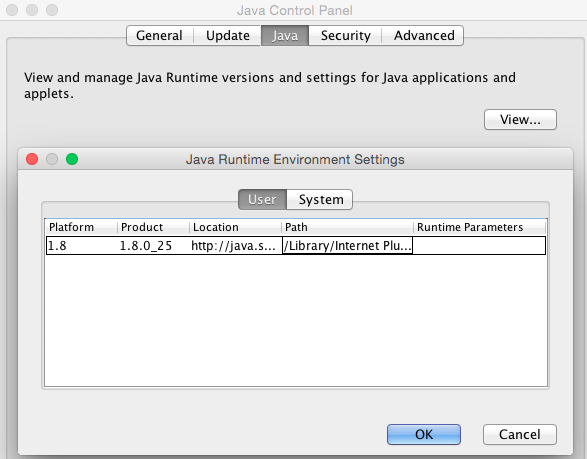 Java Control Panel
General Update Java Security Advanced
View and manage Java Runtime versions and settings for Java applications and
applets.
View...
Java Runtime Environment Settings
User System
Platform Product Location Path Runtime Parameters
1.8 1.8.0_25 http://java.s... /Library/Internet Plu...
OK Cancel